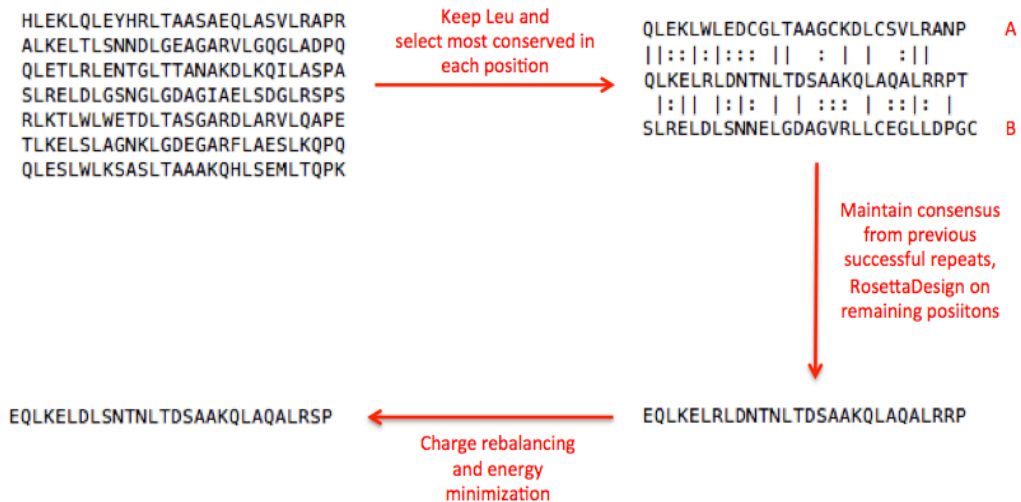 HLEKLQLEYHRLTAASAEQLASVLRAPR
ALKELTLSNNDLGEAGARVLGQGLADPQ
QLETLRLENTGLTTANAKDLKQILASPA
SLRELDLGSNGLGDAGIAELSDGLRSPS
RLKTLWLWETDLTASGARDLARVLQAPE
TLKELSLAGNKLGDEGARFLAESLKQPQ
QLESLWLKSASLTAAAKQHLSEMLTQPK
Keep Leu and
select most conserved in
each position
QLEKLWLEDCGLTAAGCKDLCSVLRANP A
||::|:|::: || : | | ::||
QLKELRLDNTNLTDSAAKQLAQALRRPT
|:|| |:|: | | ::: | ::|: |
SLRELDLSNNELGDAGVRLLCEGLLDPGC B
Maintain consensus
from previous
successful repeats,
RosettaDesign on
remaining posiitons
EQLKELRLDNTNLTDSAAKQLAQALRRP
EQLKELDLSNTNLTDSAAKQLAQALRSP
Charge rebalancing
and energy
minimization